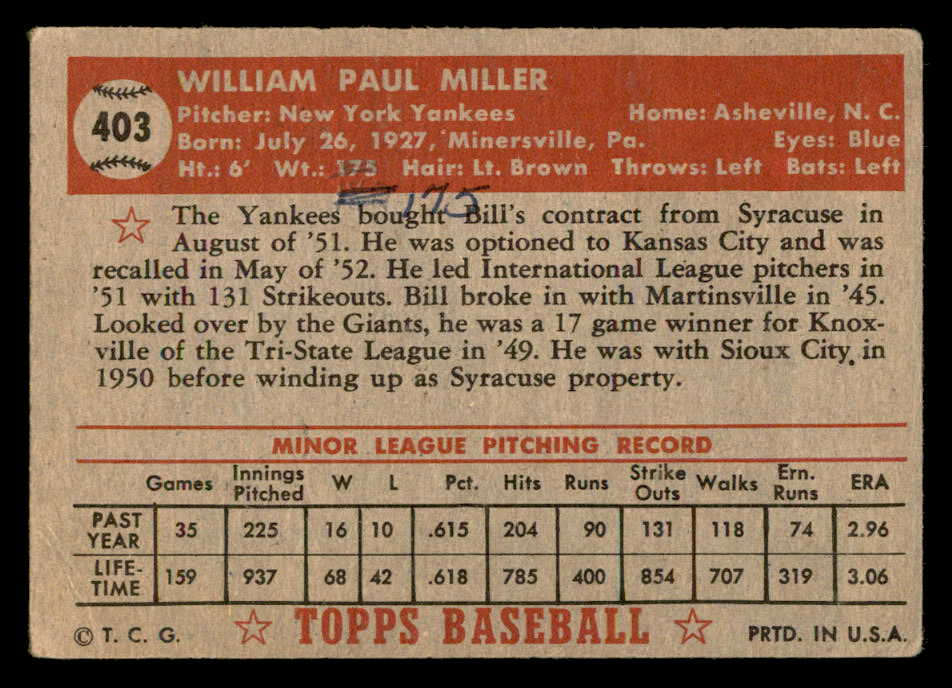 403
WILLIAM PAUL MILLER
Pitcher: New York Yankees Home: Asheville, N. C.
Born: July 26, 1927, Minersville, Pa. Eyes: Blue
Ht.: 6' Wt.: 175 Hair: Lt. Brown Throws: Left Bats: Left
175
The Yankees bought Bill's contract from Syracuse in
August of '51. He was optioned to Kansas City and was
recalled in May of '52. He led International League pitchers in
'51 with 131 Strikeouts. Bill broke in with Martinsville in '45.
Looked over by the Giants, he was a 17 game winner for Knox-
ville of the Tri-State League in '49. He was with Sioux City in
1950 before winding up as Syracuse property.
MINOR LEAGUE PITCHING RECORD
Games Innings Pitched W L Pct. Hits Runs Strike Outs Walks Ern. Runs ERA
PAST YEAR 35 225 16 10 .615 204 90 131 118 74 2.96
LIFE-TIME 159 937 68 42 .618 785 400 854 707 319 3.06
© T. C. G. TOPPS BASEBALL PRTD. IN U.S.A.